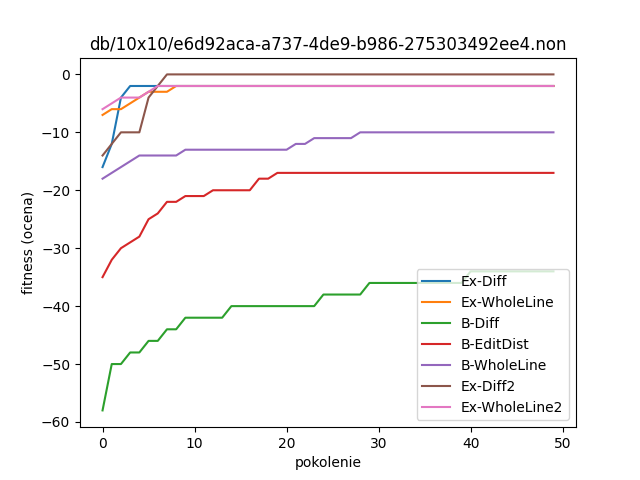 db/10x10/e6d92aca-a737-4de9-b986-275303492ee4.non
fitness (ocena)
0
−10
−20
−30
−40
−50
−60
Ex-Diff
Ex-WholeLine
B-Diff
B-EditDist
B-WholeLine
Ex-Diff2
Ex-WholeLine2
0 10 20 30 40 50
pokolenie